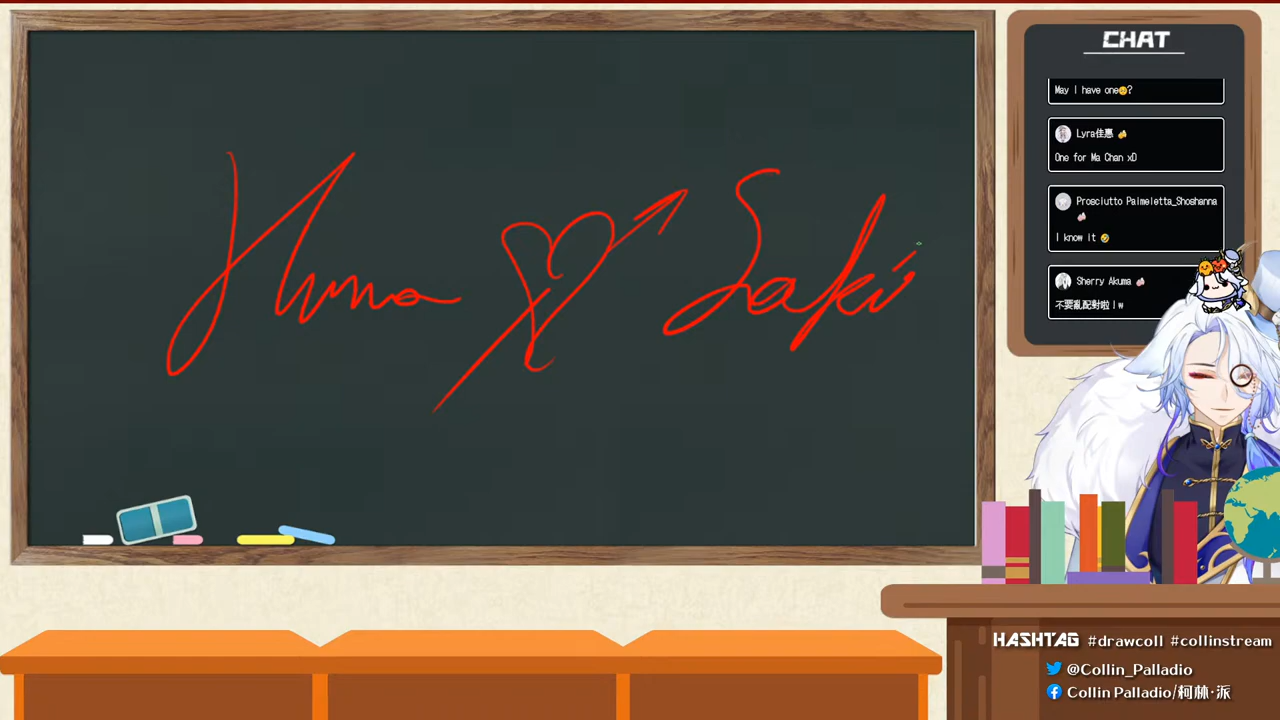 Huma Saki
CHAT
May I have one🥺?
Lyra佳惠
One for Ma Chan xD
Prosciutto Palmeletta_Shoshanna
I know it 🤣
Sherry Akuma
不要亂配對啦!w
HASHTAG #drawcoll #collinstream
@Collin_Palladio
Collin Palladio/柯林·派